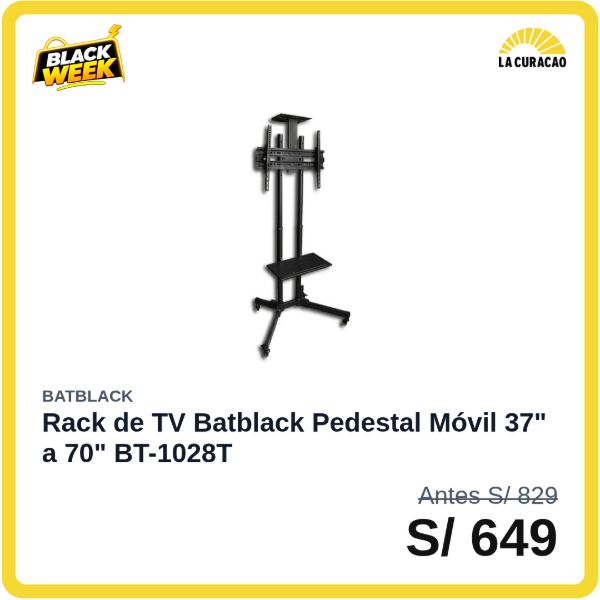 BLACK
WEEK
LA CURACAO
BATBLACK
Rack de TV Batblack Pedestal Móvil 37"
a 70" BT-1028T
Antes S/ 829
S/ 649